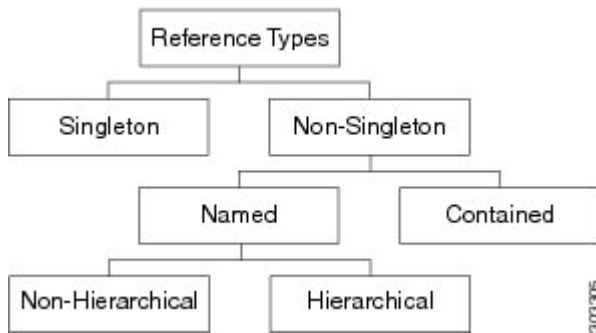 Reference Types
Singleton
Non-Singleton
Named
Contained
Non-Hierarchical
Hierarchical